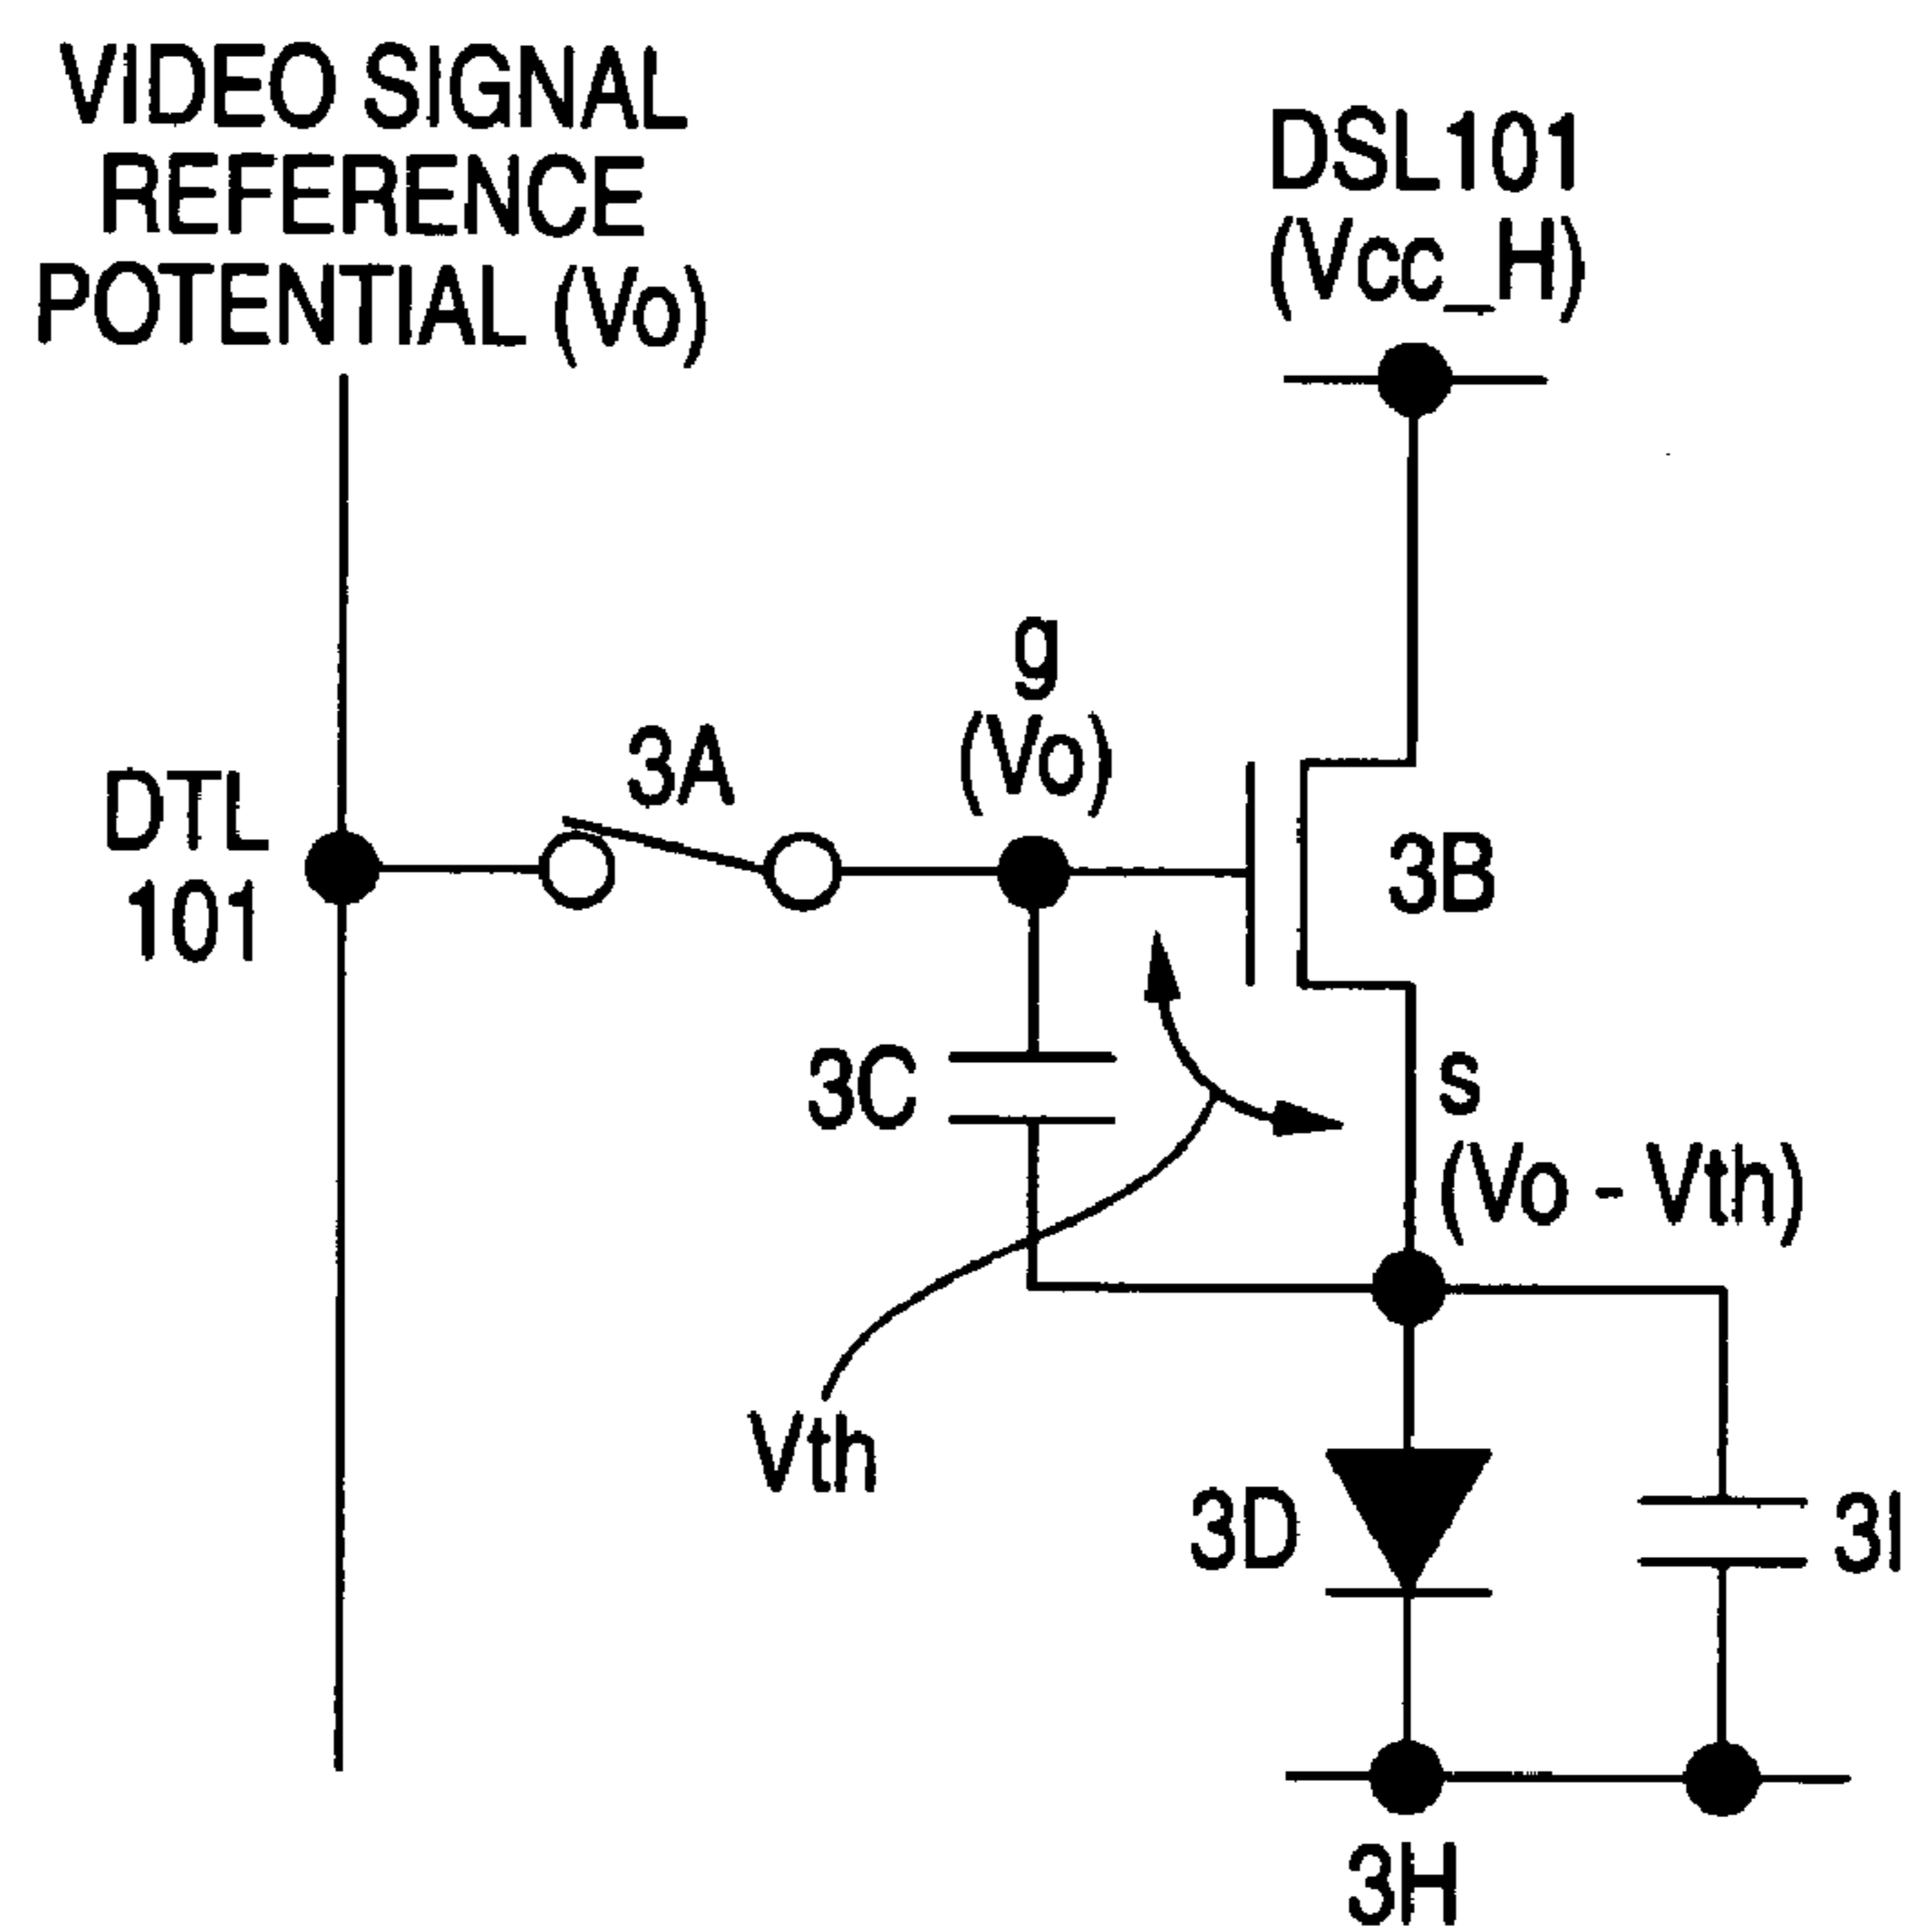 VIDEO SIGNAL
REFERENCE
POTENTIAL (Vo)
DSL101
(Vcc_H)
g
(Vo)
3A
DTL
101
3B
3C
s
(Vo - Vth)
Vth
3D
3I
3H